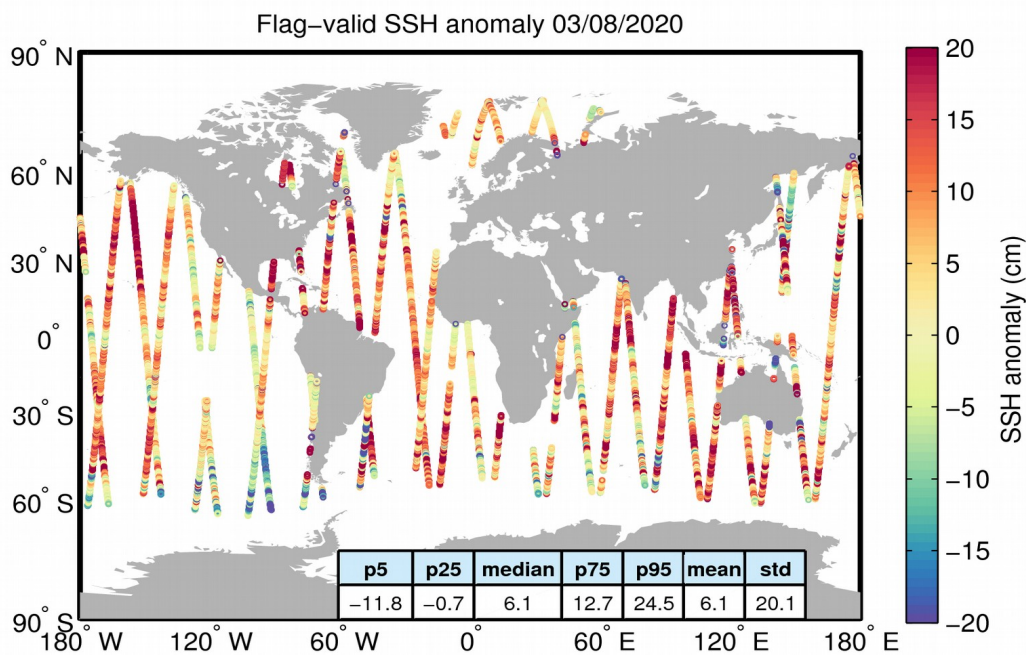 Flag−valid SSH anomaly 03/08/2020
90° N
60° N
30° N
0°
30° S
60° S
90° S
180° W
120° W
60° W
0°
60° E
120° E
180° E
p5 p25 median p75 p95 mean std
−11.8 −0.7 6.1 12.7 24.5 6.1 20.1
20
15
10
5
0
−5
−10
−15
−20
SSH anomaly (cm)